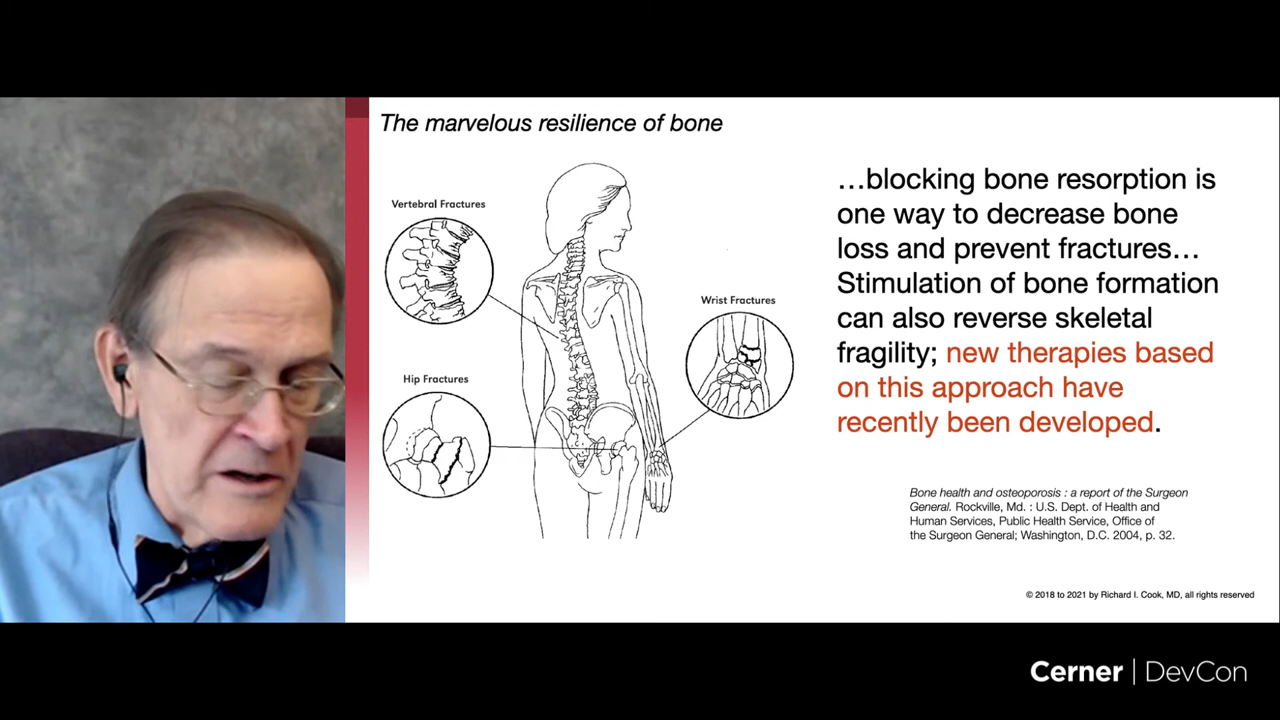 The marvelous resilience of bone
Vertebral Fractures
Hip Fractures
Wrist Fractures
…blocking bone resorption is
one way to decrease bone
loss and prevent fractures…
Stimulation of bone formation
can also reverse skeletal
fragility; new therapies based
on this approach have
recently been developed.
Bone health and osteoporosis : a report of the Surgeon
General. Rockville, Md. : U.S. Dept. of Health and
Human Services, Public Health Service, Office of
the Surgeon General; Washington, D.C. 2004, p. 32.
© 2018 to 2021 by Richard I. Cook, MD, all rights reserved
Cerner | DevCon